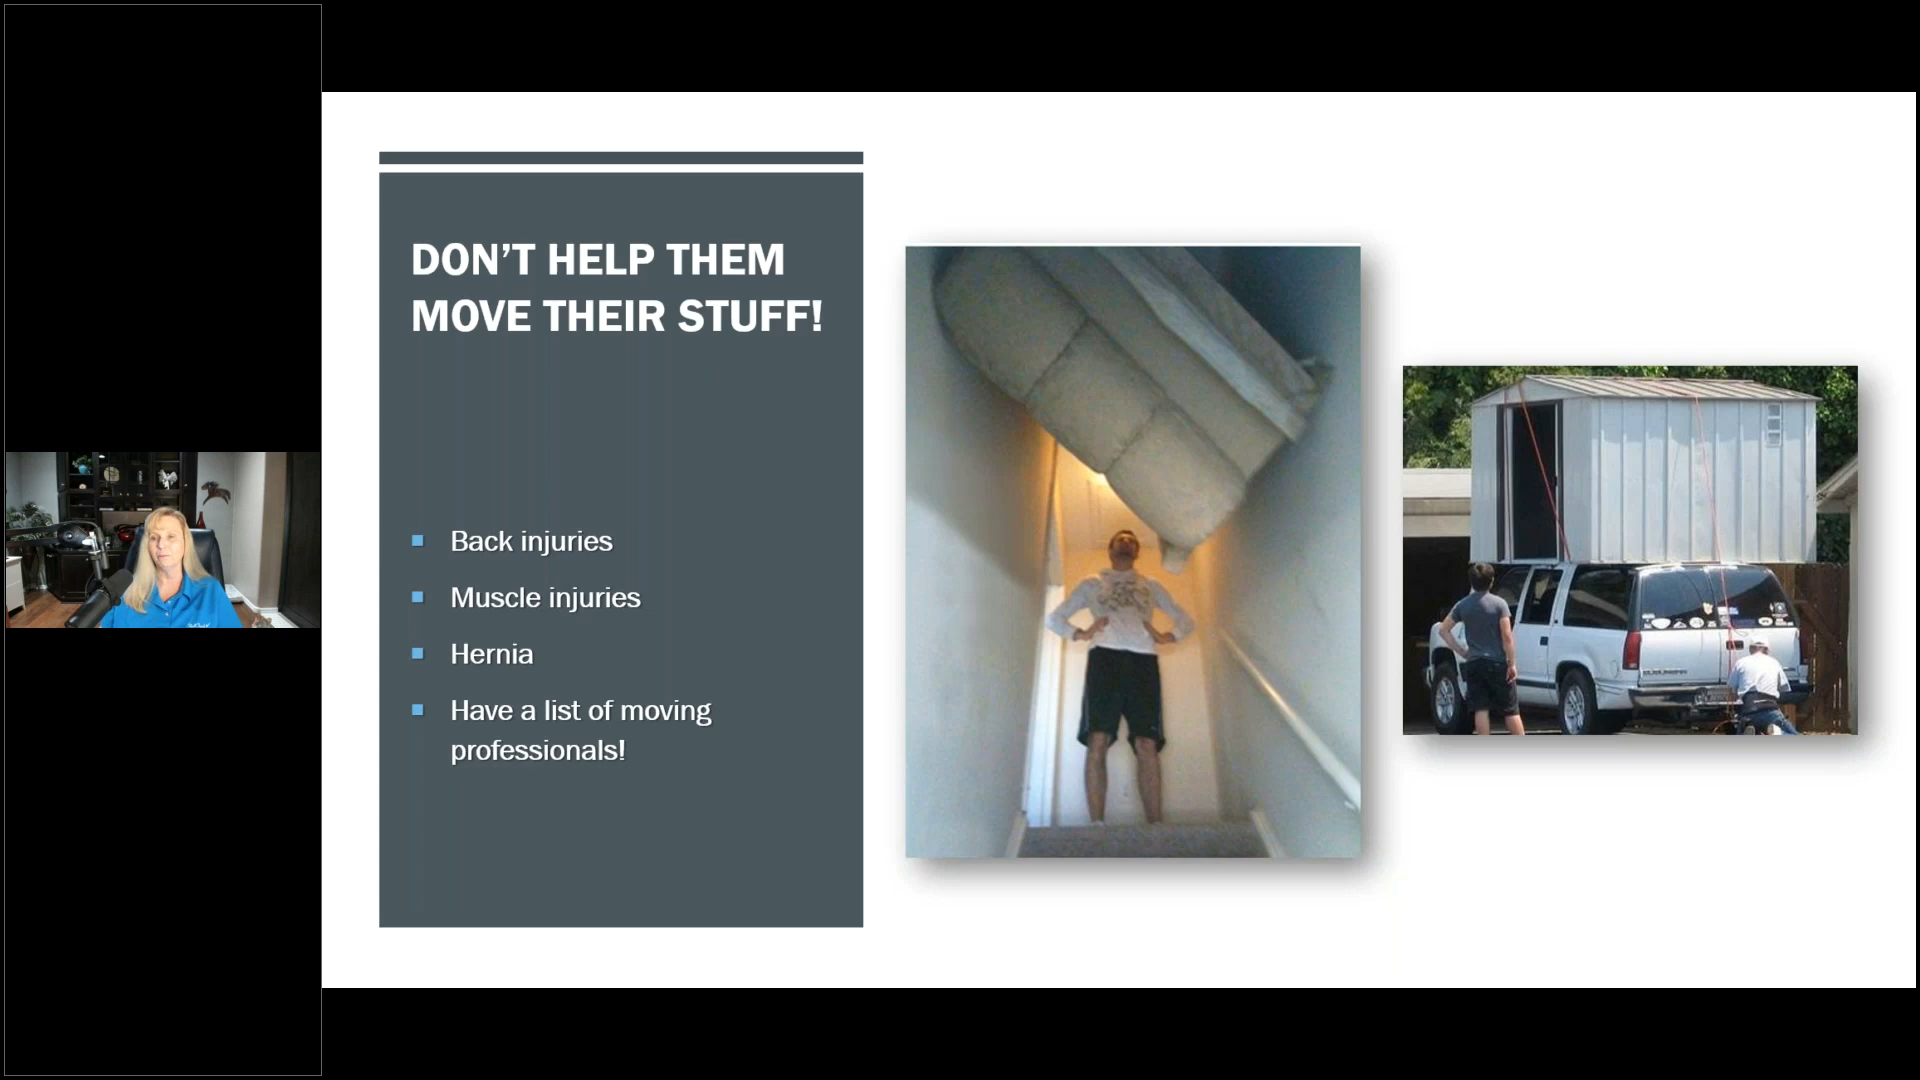 DON’T HELP THEM
MOVE THEIR STUFF!
Back injuries
Muscle injuries
Hernia
Have a list of moving
professionals!